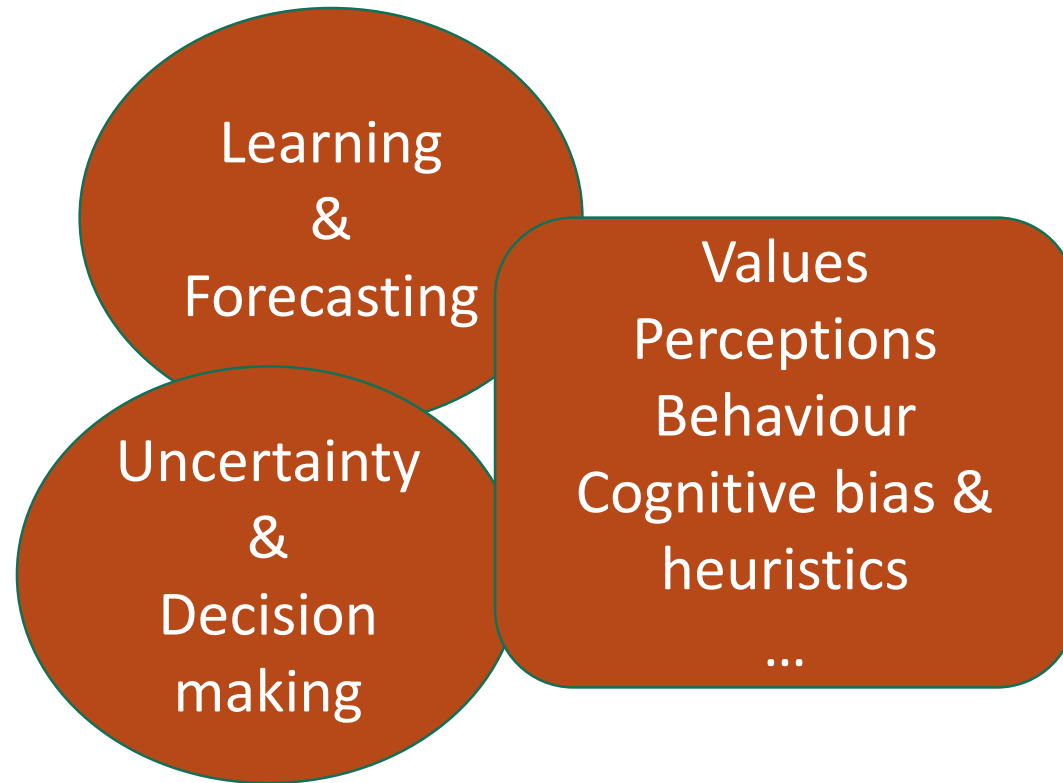 Learning
&
Forecasting
Values
Perceptions
Behaviour
Cognitive bias &
heuristics
...
Uncertainty
&
Decision
making